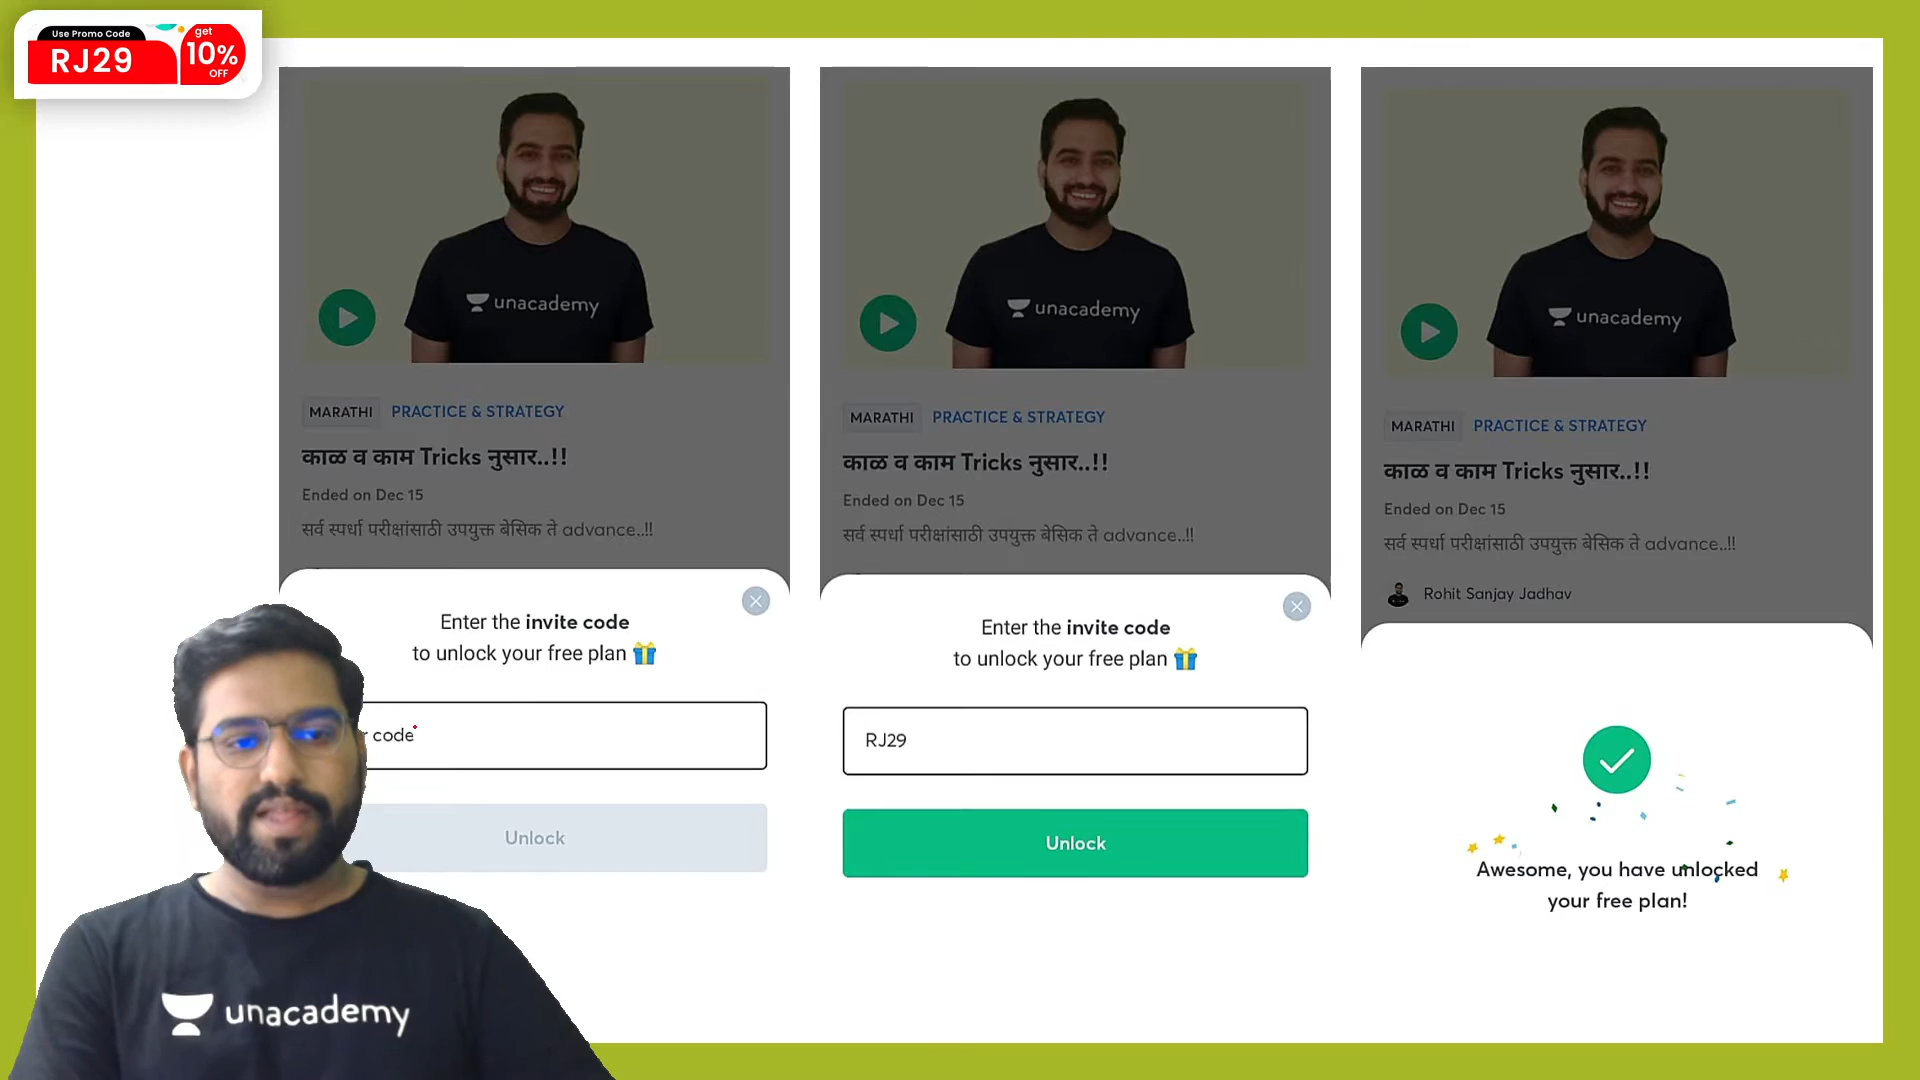 Use Promo Code
RJ29
get
10%
OFF
unacademy
MARATHI PRACTICE & STRATEGY
काळ व काम Tricks नुसार..!!
Ended on Dec 15
सर्व स्पर्धा परीक्षांसाठी उपयुक्त बेसिक ते advance..!!
Enter the invite code
to unlock your free plan
code
Unlock
unacademy
MARATHI PRACTICE & STRATEGY
काळ व काम Tricks नुसार..!!
Ended on Dec 15
सर्व स्पर्धा परीक्षांसाठी उपयुक्त बेसिक ते advance..!!
Enter the invite code
to unlock your free plan
RJ29
Unlock
unacademy
MARATHI PRACTICE & STRATEGY
काळ व काम Tricks नुसार..!!
Ended on Dec 15
सर्व स्पर्धा परीक्षांसाठी उपयुक्त बेसिक ते advance..!!
Rohit Sanjay Jadhav
Awesome, you have unlocked
your free plan!
unacademy